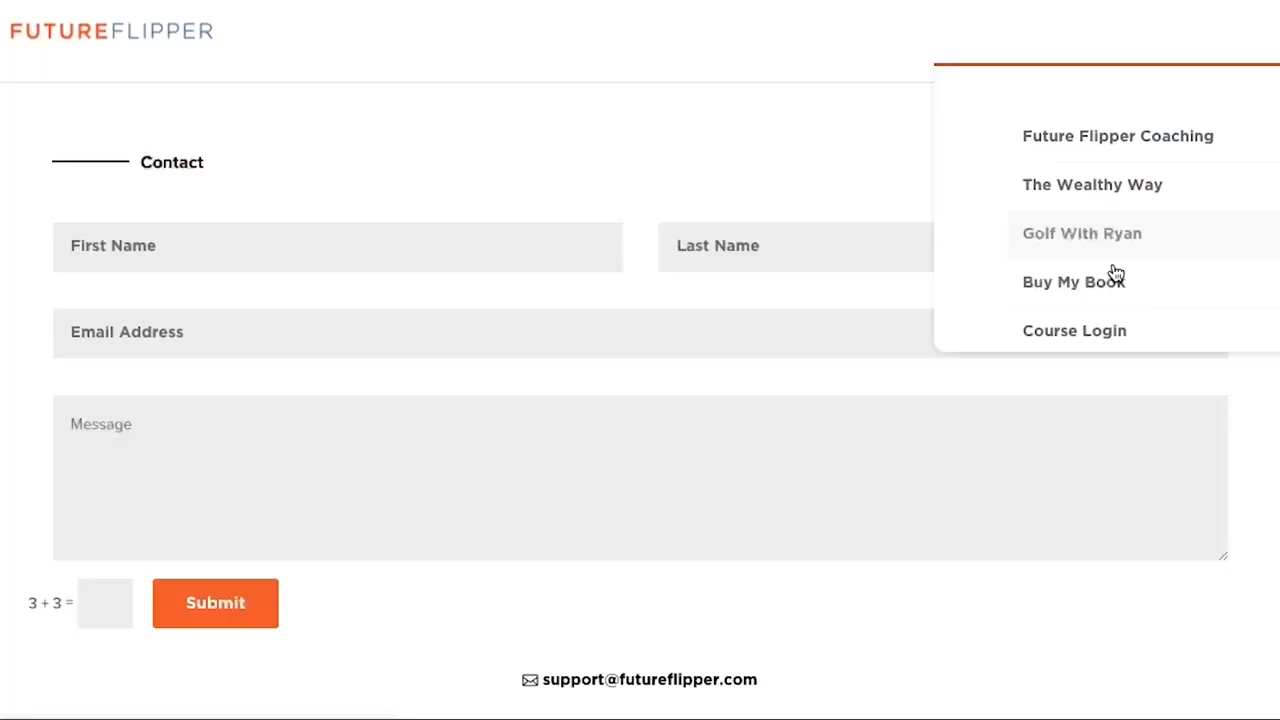 FUTUREFLIPPER
Future Flipper Coaching
Contact
The Wealthy Way
First Name
Last Name
Golf With Ryan
Buy My Book
Email Address
Course Login
Message
3 + 3 =
Submit
support@futureflipper.com